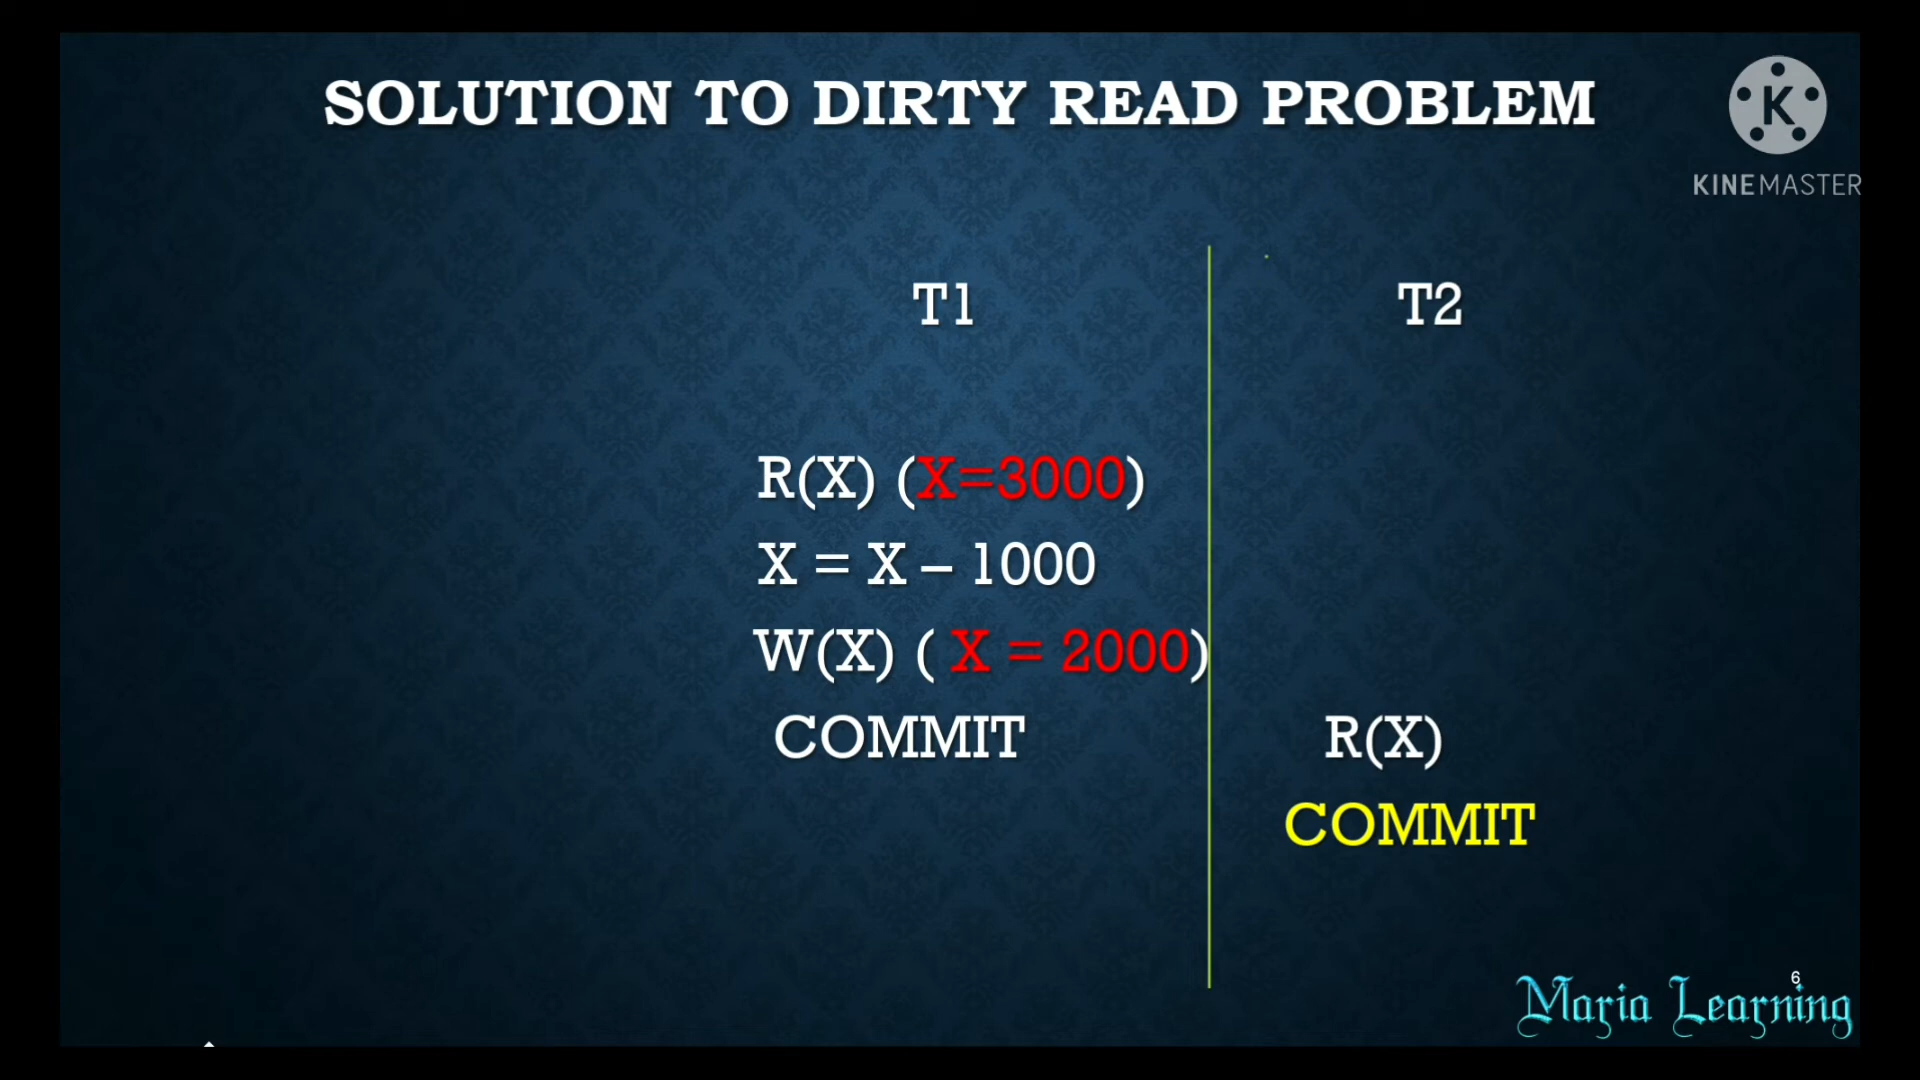 SOLUTION TO DIRTY READ PROBLEM
K
KINEMASTER
T1 T2
R(X) (X=3000)
X = X – 1000
W(X) ( X = 2000)
COMMIT R(X)
COMMIT
6
Maria Learning